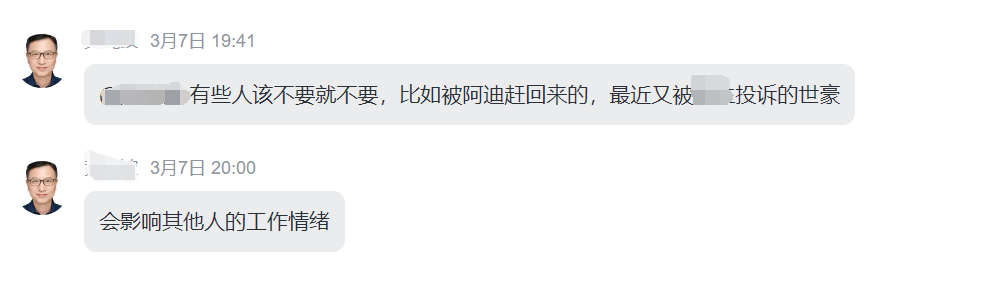 3月7日 19:41
@有些人该不要就不要，比如被阿迪赶回来的，最近又被投诉的世豪
3月7日 20:00
会影响其他人的工作情绪